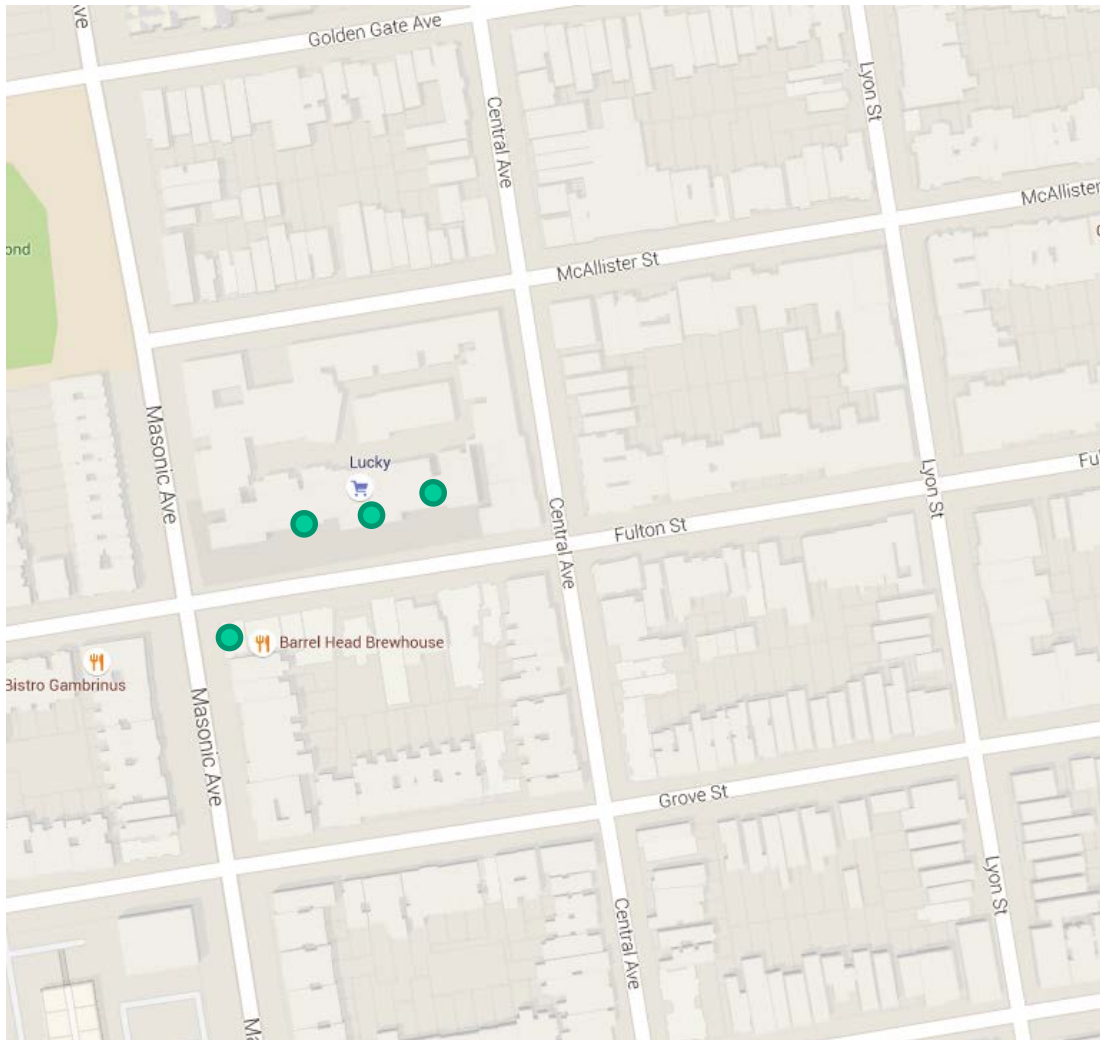 Ave
Golden Gate Ave
Lyon St
Central Ave
McAllister
ond
McAllister St
Masonic Ave
Lucky
Lyon St
Central Ave
Fulton St
Barrel Head Brewhouse
Bistro Gambrinus
Masonic Ave
Grove St
Lyon St
Central Ave